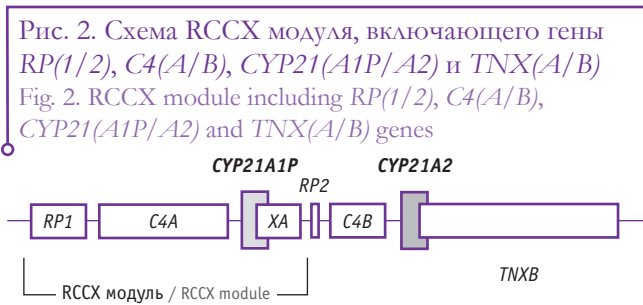 Рис. 2. Схема RCCX модуля, включающего гены
RP(1/2), C4(A/B), CYP21(A1P/A2) и TNX(A/B)
Fig. 2. RCCX module including RP(1/2), C4(A/B),
CYP21(A1P/A2) and TNX(A/B) genes
CYP21A1P CYP21A2
RP2
RP1 C4A XA C4B
TNXB
RCCX модуль / RCCX module